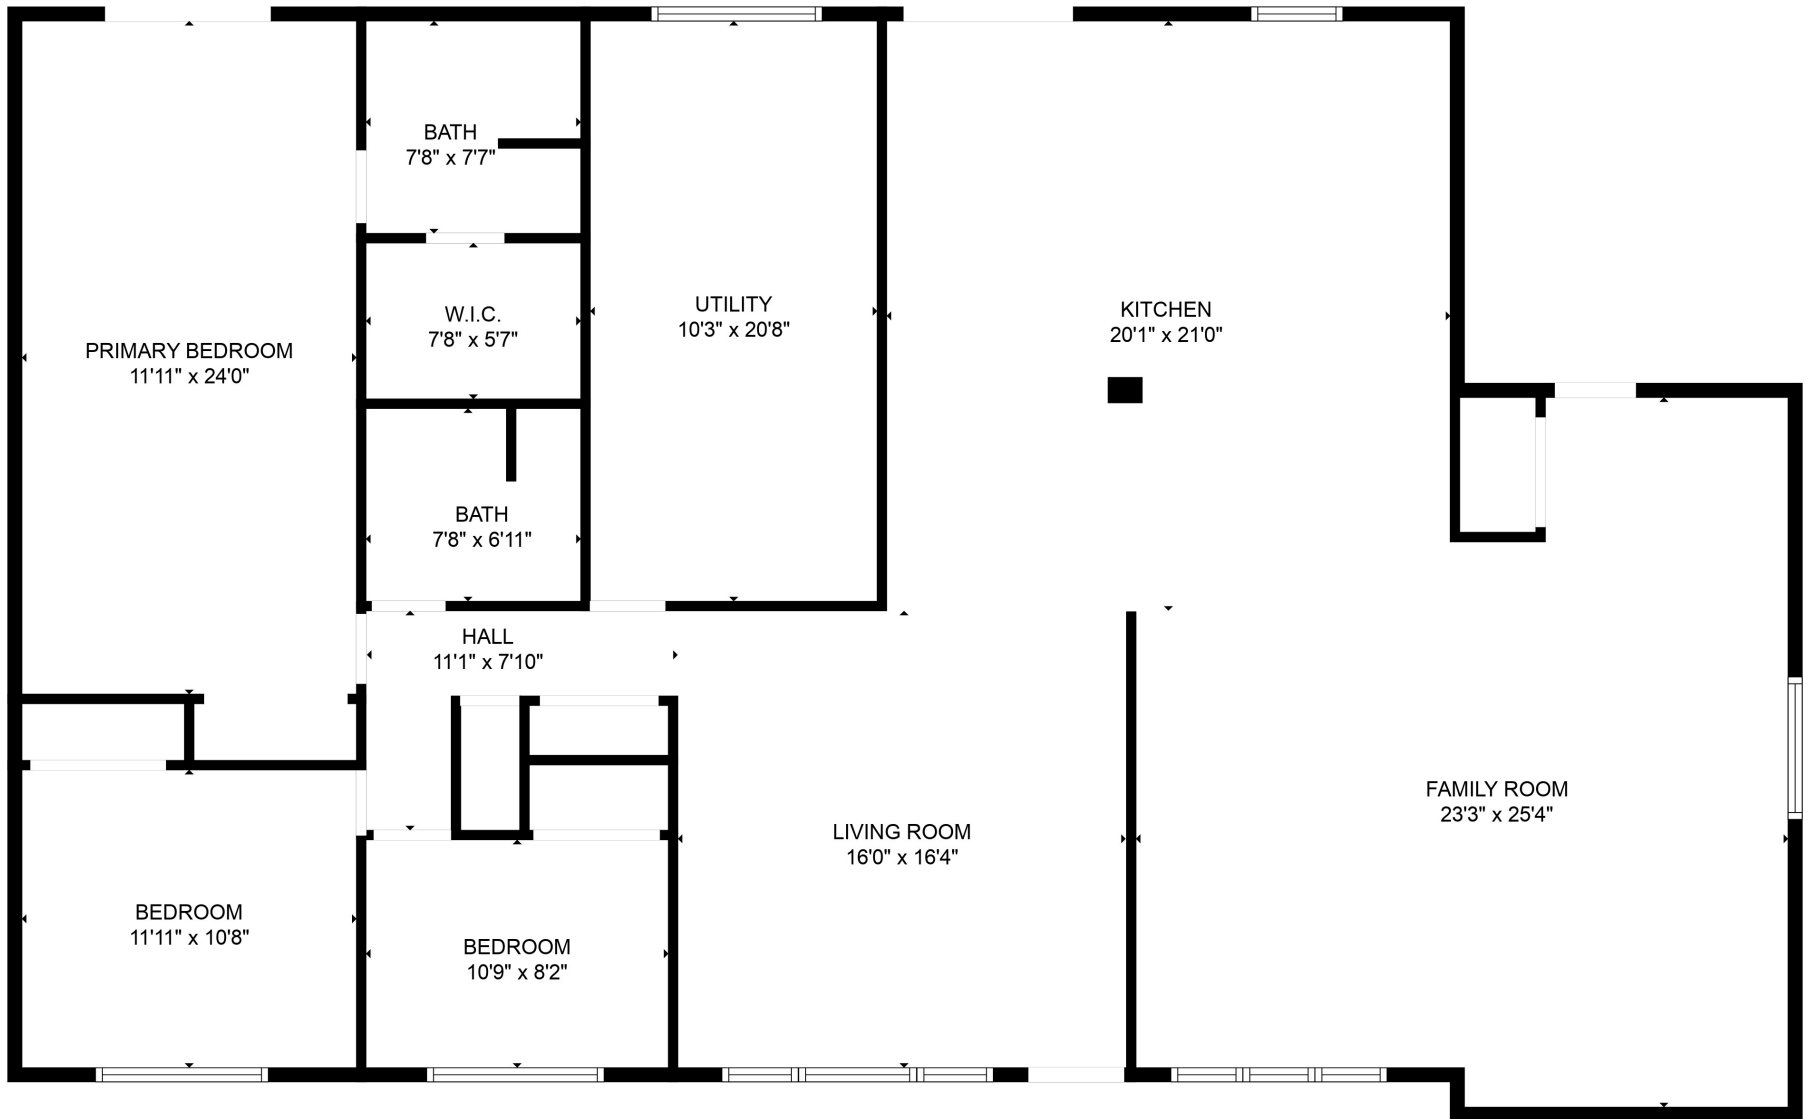 BATH
7'8" x 7'7"
UTILITY
10'3" x 20'8"
KITCHEN
20'1" x 21'0"
W.I.C.
7'8" x 5'7"
PRIMARY BEDROOM
11'11" x 24'0"
BATH
7'8" x 6'11"
HALL
11'1" x 7'10"
FAMILY ROOM
23'3" x 25'4"
LIVING ROOM
16'0" x 16'4"
BEDROOM
11'11" x 10'8"
BEDROOM
10'9" x 8'2"